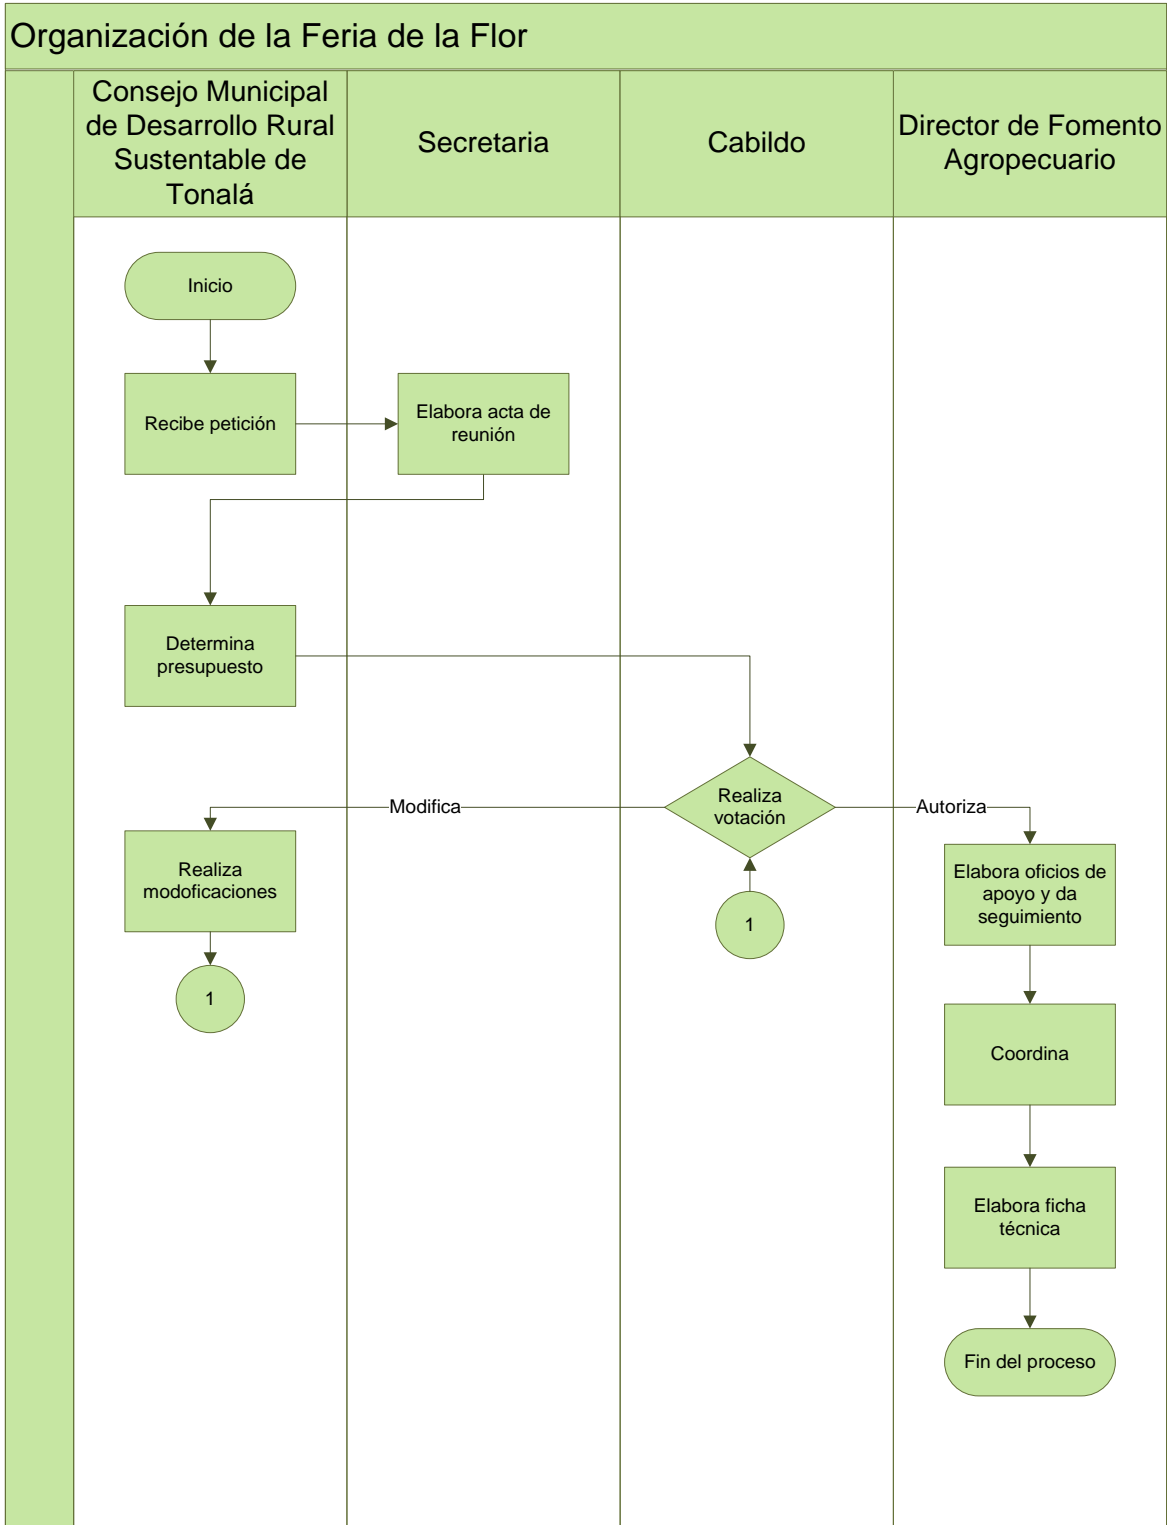 Organización de la Feria de la Flor
Consejo Municipal
de Desarrollo Rural
Sustentable de
Tonalá
Secretaria
Cabildo
Director de Fomento
Agropecuario
Inicio
Recibe petición
Elabora acta de
reunión
Determina
presupuesto
Realiza
votación
Modifica
Autoriza
Realiza
modoficaciones
1
1
Elabora oficios de
apoyo y da
seguimiento
Coordina
Elabora ficha
técnica
Fin del proceso